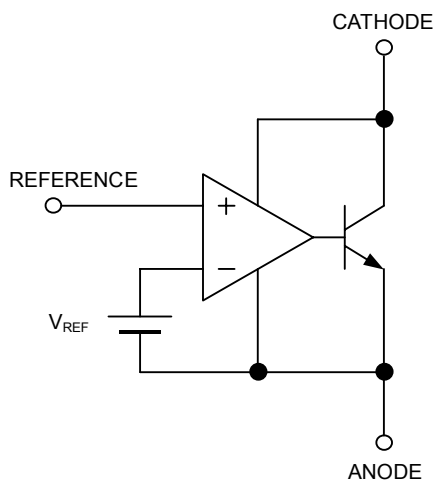 CATHODE
REFERENCE
+
−
VREF
ANODE